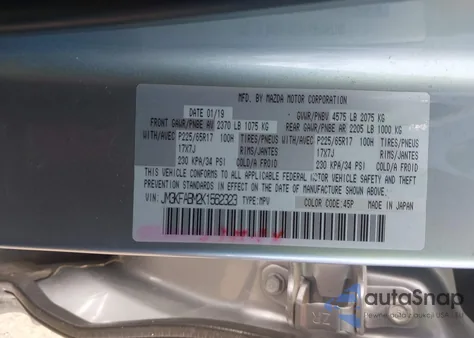 MFD. BY MAZDA MOTOR CORPORATION
DATE 01/19 GVWR/PNBV 4575 LB 2075 KG
FRONT GAWR/PNBE AV 2370 LB 1075 KG REAR GAWR/PNBE AR 2205 LB 1000 KG
WITH/AVEC P225/65R17 100H TIRES/PNEUS WITH/AVEC P225/65R17 100H TIRES/PNEUS
17X7J RIMS/JANTES 17X7J RIMS/JANTES
230 KPA/34 PSI COLD/A FROID 230 KPA/34 PSI COLD/A FROID
THIS VEHICLE CONFORMS TO ALL APPLICABLE FEDERAL MOTOR VEHICLE SAFETY, BUMPER, AND THEFT
PREVENTION STANDARDS IN EFFECT ON THE DATE OF MANUFACTURE SHOWN ABOVE.
VIN: JM3KFABM2K1562323 TYPE: MPV COLOR CODE: 45P MADE IN JAPAN
UZ
autoSnap